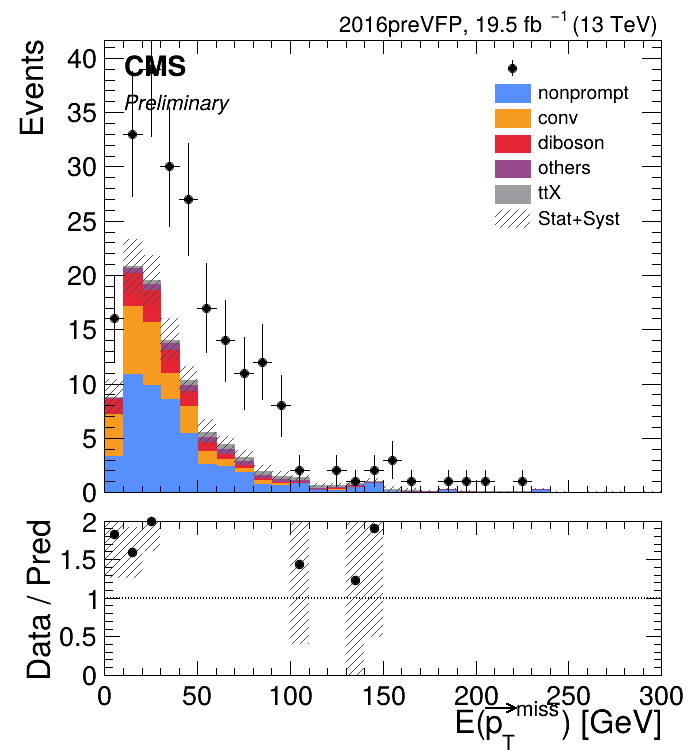 2016preVFP, 19.5 fb⁻¹ (13 TeV)
CMS
Preliminary
Events
40
35
30
25
20
15
10
5
0
nonprompt
conv
diboson
others
ttX
Stat+Syst
Data / Pred
2
1.5
1
0.5
0
0 50 100 150 200 250 300
E(p_T^miss) [GeV]